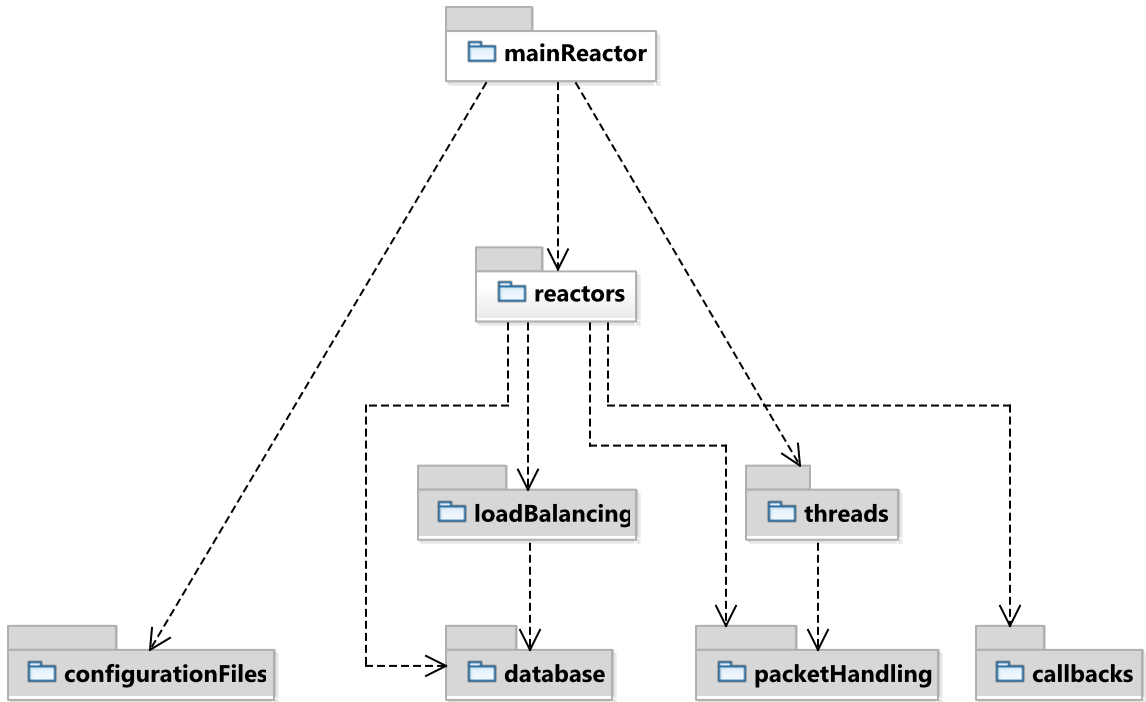 mainReactor
reactors
loadBalancing
threads
configurationFiles
database
packetHandling
callbacks